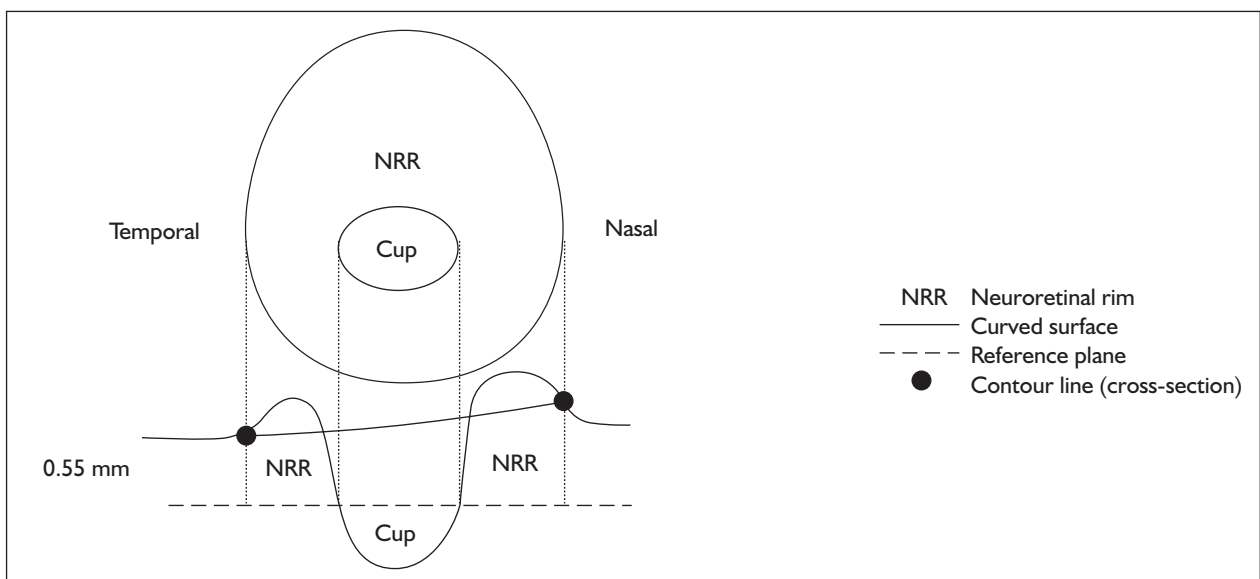 NRR
Temporal
Nasal
Cup
NRR Neuroretinal rim
Curved surface
Reference plane
Contour line (cross-section)
0.55 mm
NRR
NRR
Cup